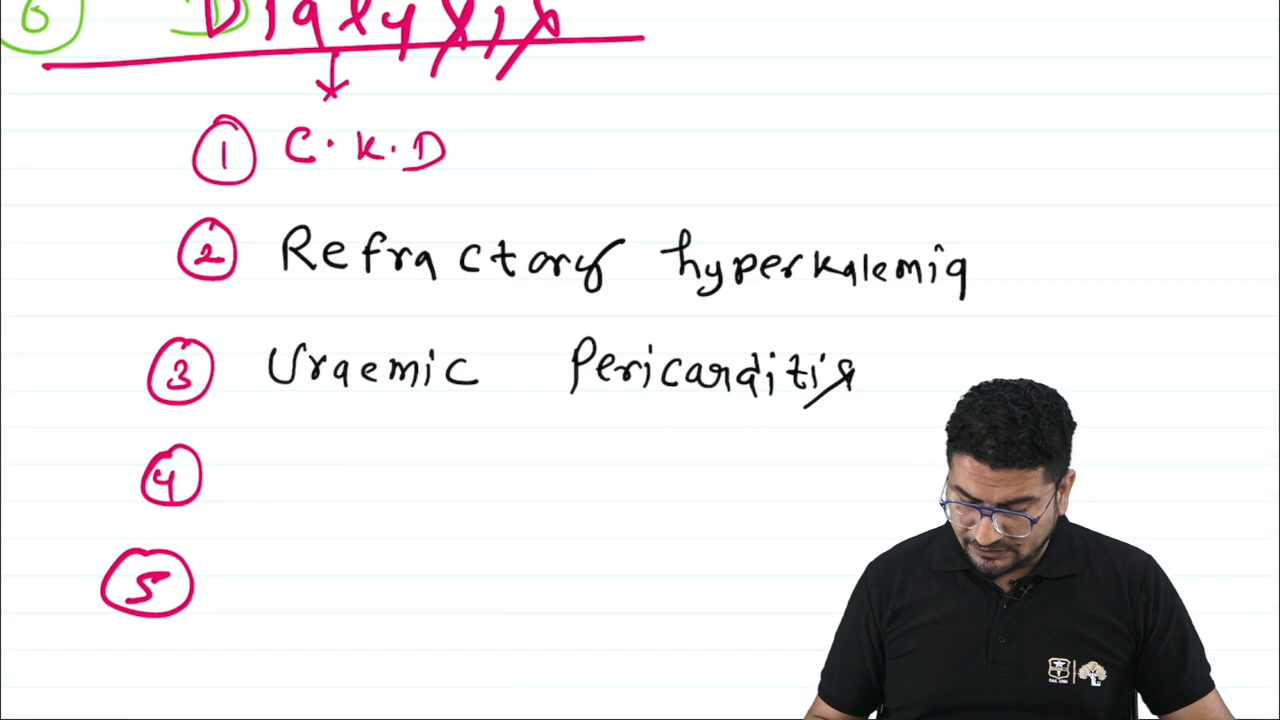 6 Dialysis
1 C.K.D
2 Refractory hyperkalemia
3 Uraemic Pericarditis
4
5